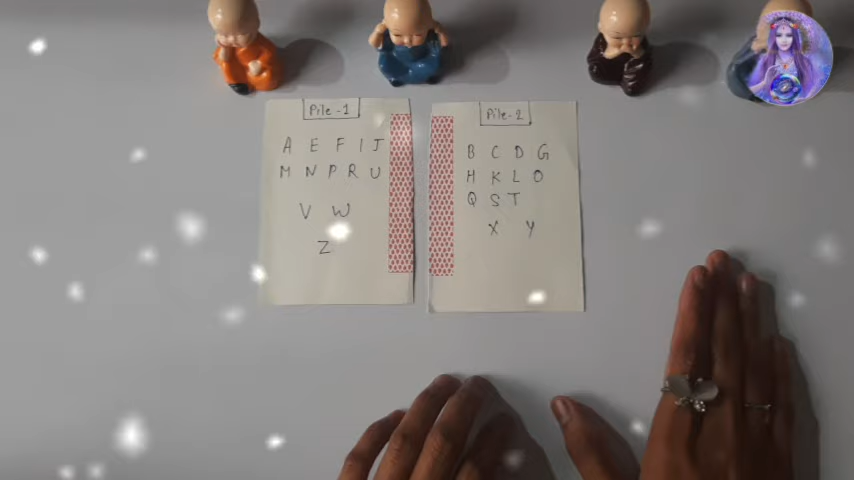 Pile-1
A E F I J
M N P R U
V W
Z
Pile-2
B C D G
H K L O
Q S T
X Y